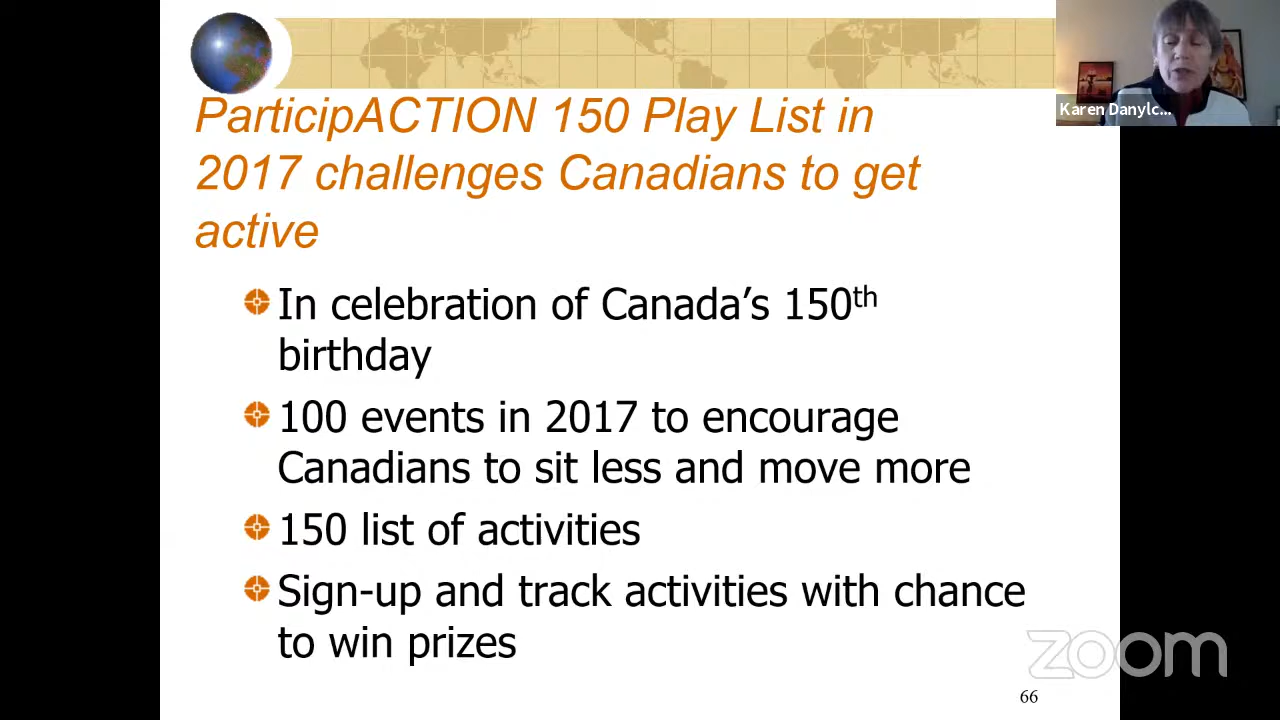 ParticipACTION 150 Play List in
2017 challenges Canadians to get
active
In celebration of Canada's 150th
birthday
100 events in 2017 to encourage
Canadians to sit less and move more
150 list of activities
Sign-up and track activities with chance
to win prizes
66
Karen Danylc...
zoom